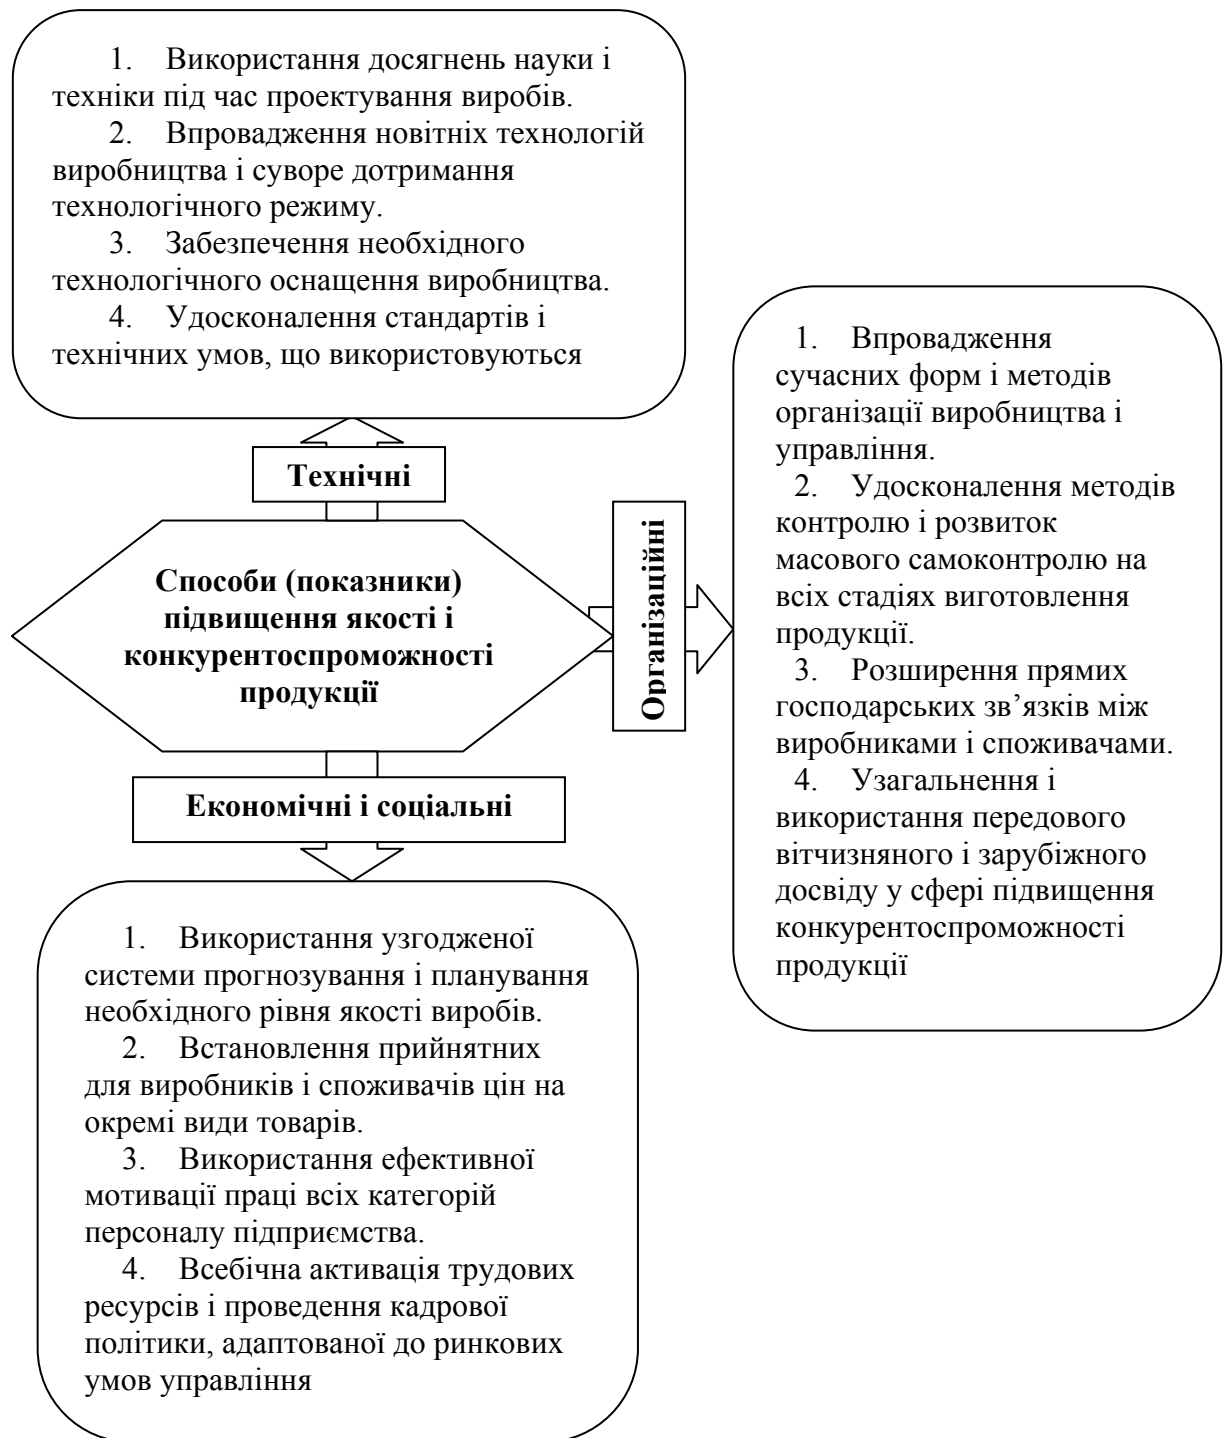 1. Використання досягнень науки і
техніки під час проектування виробів.
2. Впровадження новітніх технологій
виробництва і суворе дотримання
технологічного режиму.
3. Забезпечення необхідного
технологічного оснащення виробництва.
4. Удосконалення стандартів і
технічних умов, що використовуються
Технічні
Способи (показники)
підвищення якості і
конкурентоспроможності
продукції
Організаційні
1. Впровадження
сучасних форм і методів
організації виробництва і
управління.
2. Удосконалення методів
контролю і розвиток
масового самоконтролю на
всіх стадіях виготовлення
продукції.
3. Розширення прямих
господарських зв’язків між
виробниками і споживачами.
4. Узагальнення і
використання передового
вітчизняного і зарубіжного
досвіду у сфері підвищення
конкурентоспроможності
продукції
Економічні і соціальні
1. Використання узгодженої
системи прогнозування і планування
необхідного рівня якості виробів.
2. Встановлення прийнятних
для виробників і споживачів цін на
окремі види товарів.
3. Використання ефективної
мотивації праці всіх категорій
персоналу підприємства.
4. Всебічна активація трудових
ресурсів і проведення кадрової
політики, адаптованої до ринкових
умов управління